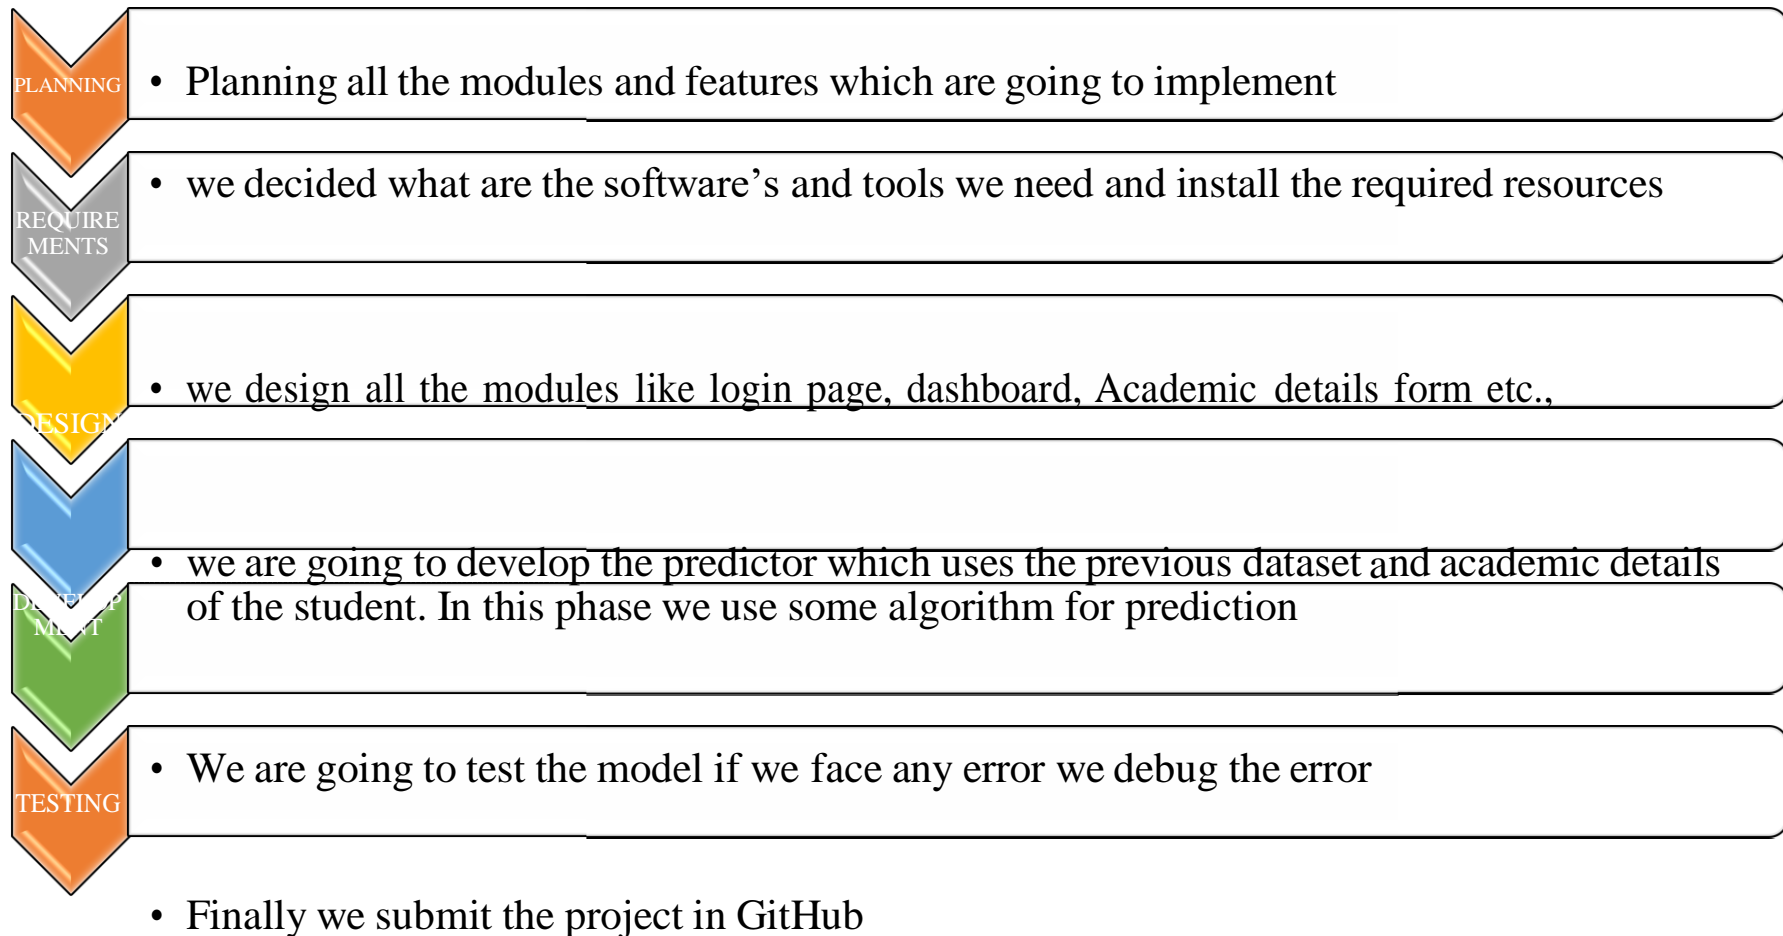 PLANNING
• Planning all the modules and features which are going to implement
REQUIRE
MENTS
• we decided what are the software's and tools we need and install the required resources
DESIGN
• we design all the modules like login page, dashboard, Academic details form etc.,
DEVELOP
MENT
• we are going to develop the predictor which uses the previous dataset and academic details
of the student. In this phase we use some algorithm for prediction
TESTING
• We are going to test the model if we face any error we debug the error
• Finally we submit the project in GitHub